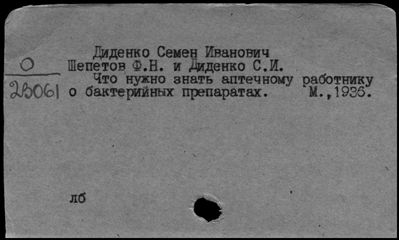 Диденко Семен Иванович
О
Шепетов Ф.Н. и Диденко С.И.
23061
Что нужно знать аптечному работнику
о бактерийных препаратах. М.,1936.
лб